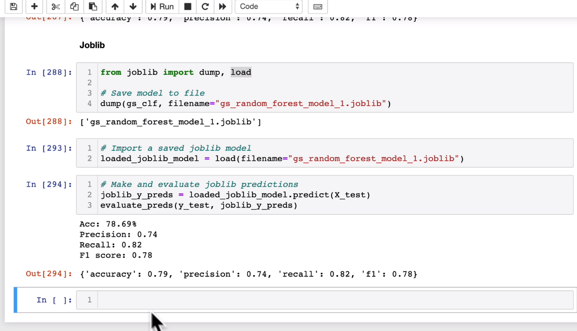 Run
Code
Out[287]: {'accuracy': 0.79, 'precision': 0.74, 'recall': 0.82, 'f1': 0.78}
Joblib
In [288]:
1 from joblib import dump, load
2
3 # Save model to file
4 dump(gs_clf, filename="gs_random_forest_model_1.joblib")
Out[288]: ['gs_random_forest_model_1.joblib']
In [293]:
1 # Import a saved joblib model
2 loaded_joblib_model = load(filename="gs_random_forest_model_1.joblib")
In [294]:
1 # Make and evaluate joblib predictions
2 joblib_y_preds = loaded_joblib_model.predict(X_test)
3 evaluate_preds(y_test, joblib_y_preds)
Acc: 78.69%
Precision: 0.74
Recall: 0.82
F1 score: 0.78
Out[294]: {'accuracy': 0.79, 'precision': 0.74, 'recall': 0.82, 'f1': 0.78}
In [ ]:
1